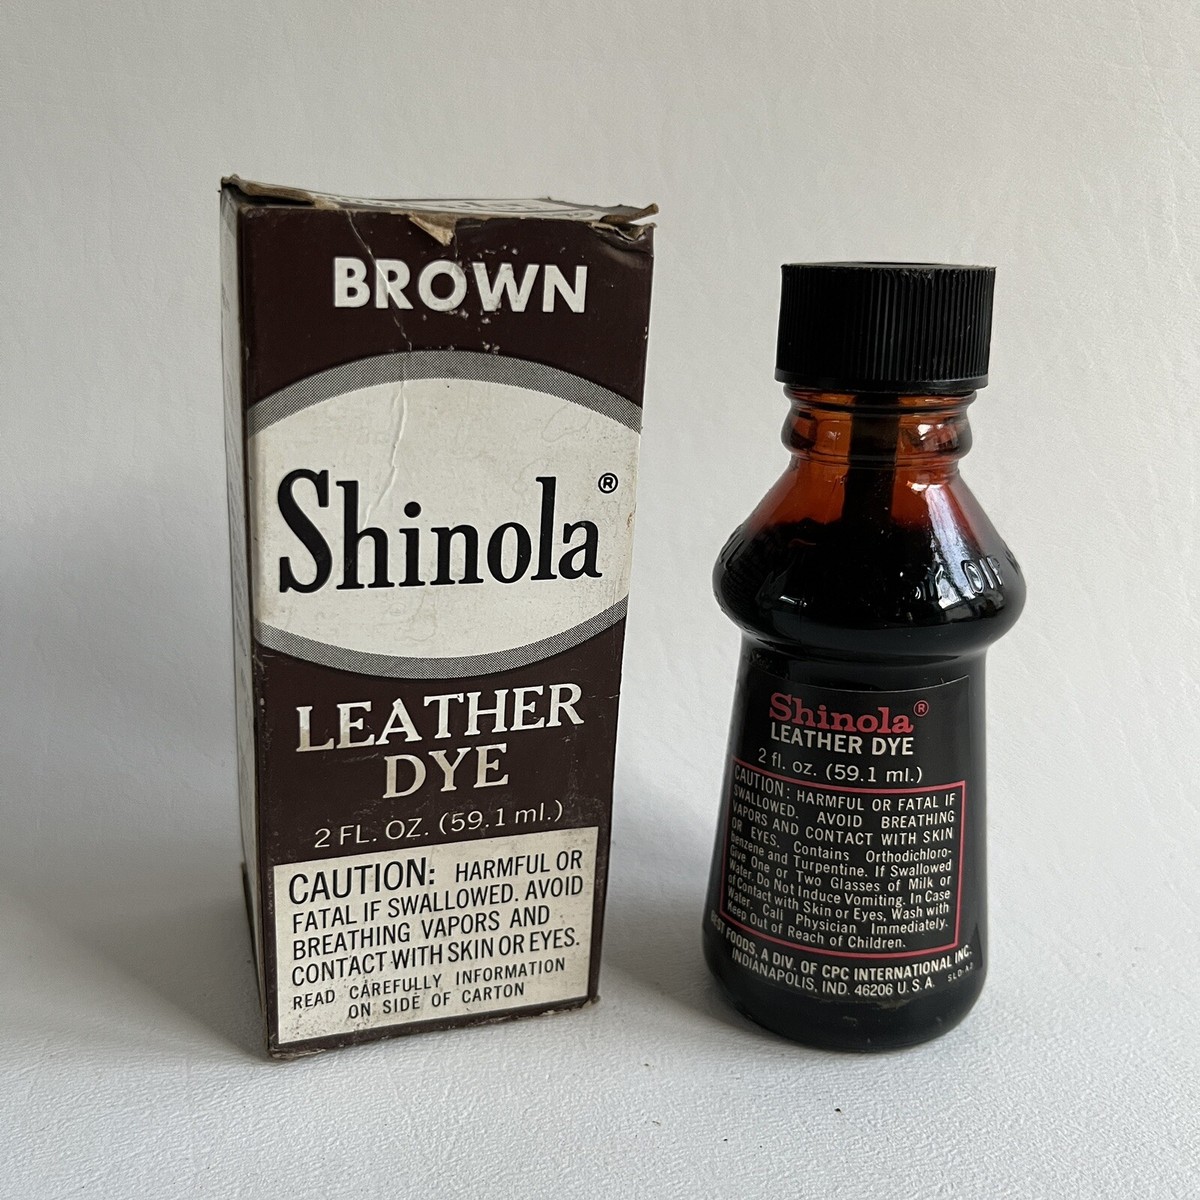 BROWN
Shinola®
LEATHER
DYE
2 FL. OZ. (59.1 ml.)
CAUTION: HARMFUL OR
FATAL IF SWALLOWED. AVOID
BREATHING VAPORS AND
CONTACT WITH SKIN OR EYES.
READ CAREFULLY INFORMATION
ON SIDE OF CARTON
Shinola®
LEATHER DYE
2 fl. oz. (59.1 ml.)
CAUTION: HARMFUL OR FATAL IF
SWALLOWED. AVOID BREATHING
VAPORS AND CONTACT WITH SKIN
OR EYES. Contains Orthodichloro-
benzene and Turpentine. If Swallowed
Give One or Two Glasses of Milk or
Water. Do Not Induce Vomiting. In Case
of Contact with Skin or Eyes, Wash with
Water. Call Physician Immediately.
Keep Out of Reach of Children.
BEST FOODS, A DIV. OF CPC INTERNATIONAL INC.
INDIANAPOLIS, IND. 46206 U.S.A.